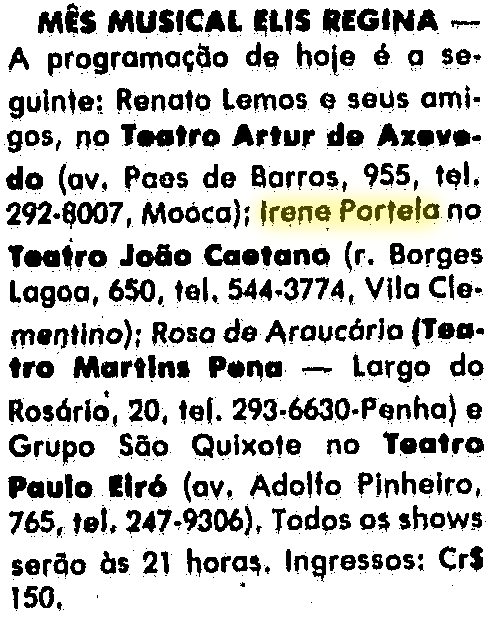 MÊS MUSICAL ELIS REGINA —
A programação de hoje é a se-
guinte: Renato Lemos e seus ami-
gos, no Teatro Artur de Azeve-
do (av. Paes de Barros, 955, tel.
292-8007, Moóca); Irene Portela no
Teatro João Caetano (r. Borges
Lagoa, 650, tel. 544-3774, Vila Cle-
mentino); Rosa de Araucária (Tea-
tro Martins Pena — Largo do
Rosário, 20, tel. 293-6630-Penha) e
Grupo São Quixote no Teatro
Paulo Eiró (av. Adolfo Pinheiro,
765, tel. 247-9306). Todos os shows
serão às 21 horas. Ingressos: Cr$
150.